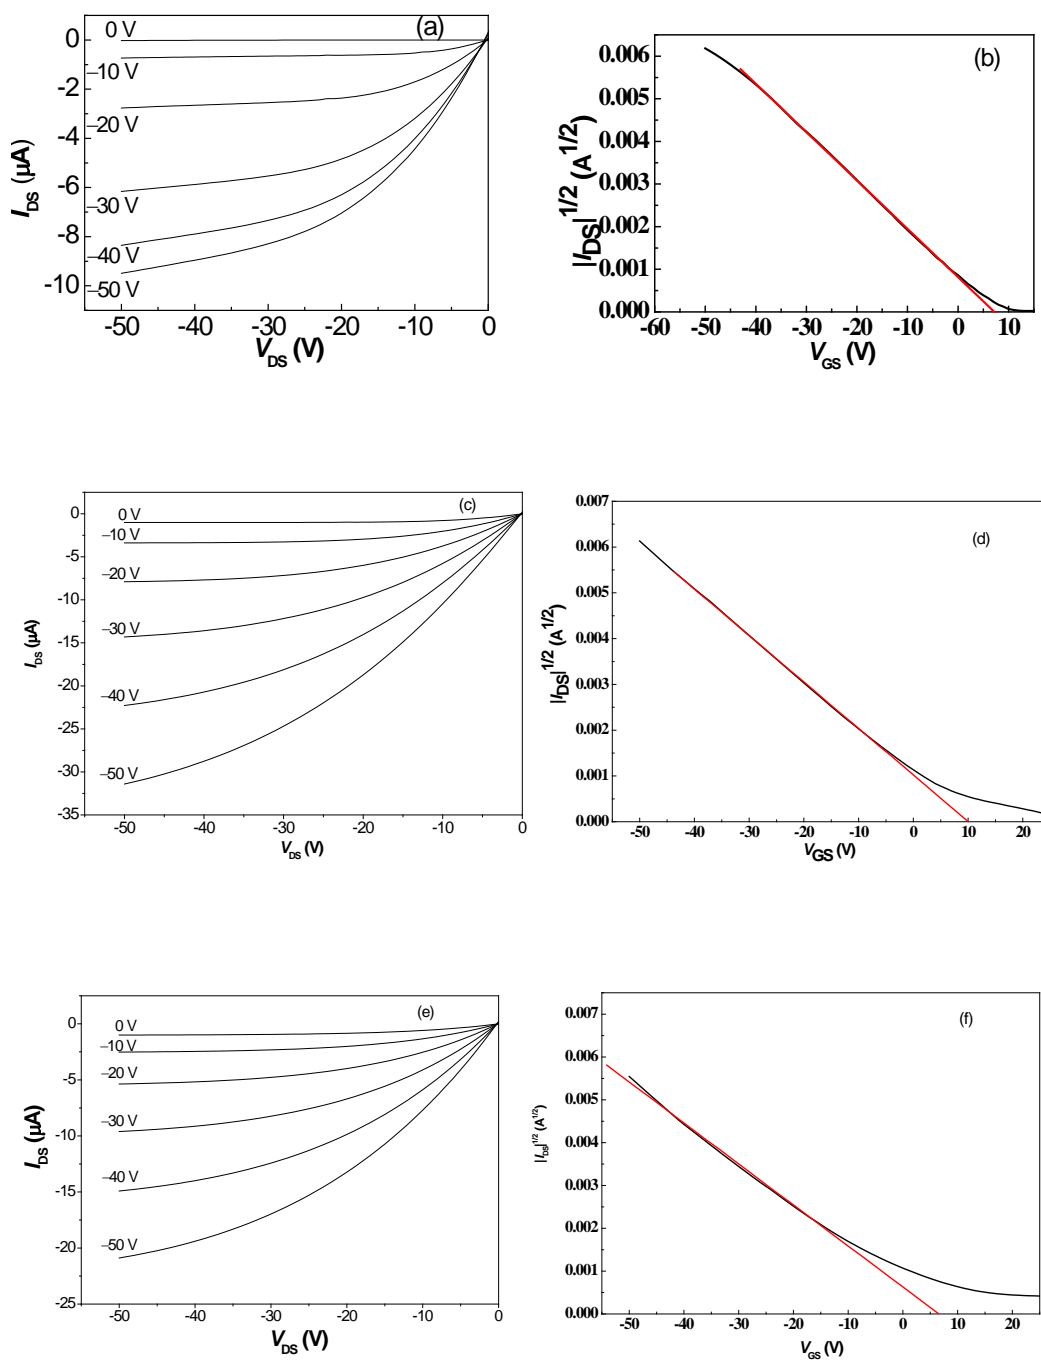 (a)
0 V
–10 V
–20 V
–30 V
–40 V
–50 V
0
-2
-4
-6
-8
-10
I_DS (µA)
-50 -40 -30 -20 -10 0
V_DS (V)
(b)
0.006
0.005
0.004
0.003
0.002
0.001
0.000
|I_DS|^1/2 (A^1/2)
-60 -50 -40 -30 -20 -10 0 10
V_GS (V)
(c)
0 V
–10 V
–20 V
–30 V
–40 V
–50 V
0
-5
-10
-15
-20
-25
-30
-35
I_DS (µA)
-50 -40 -30 -20 -10 0
V_DS (V)
(d)
0.007
0.006
0.005
0.004
0.003
0.002
0.001
0.000
|I_DS|^1/2 (A^1/2)
-50 -40 -30 -20 -10 0 10 20
V_GS (V)
(e)
0 V
–10 V
–20 V
–30 V
–40 V
–50 V
0
-5
-10
-15
-20
-25
I_DS (µA)
-50 -40 -30 -20 -10 0
V_DS (V)
(f)
0.007
0.006
0.005
0.004
0.003
0.002
0.001
0.000
|I_DS|^1/2 (A^1/2)
-50 -40 -30 -20 -10 0 10 20
V_GS (V)